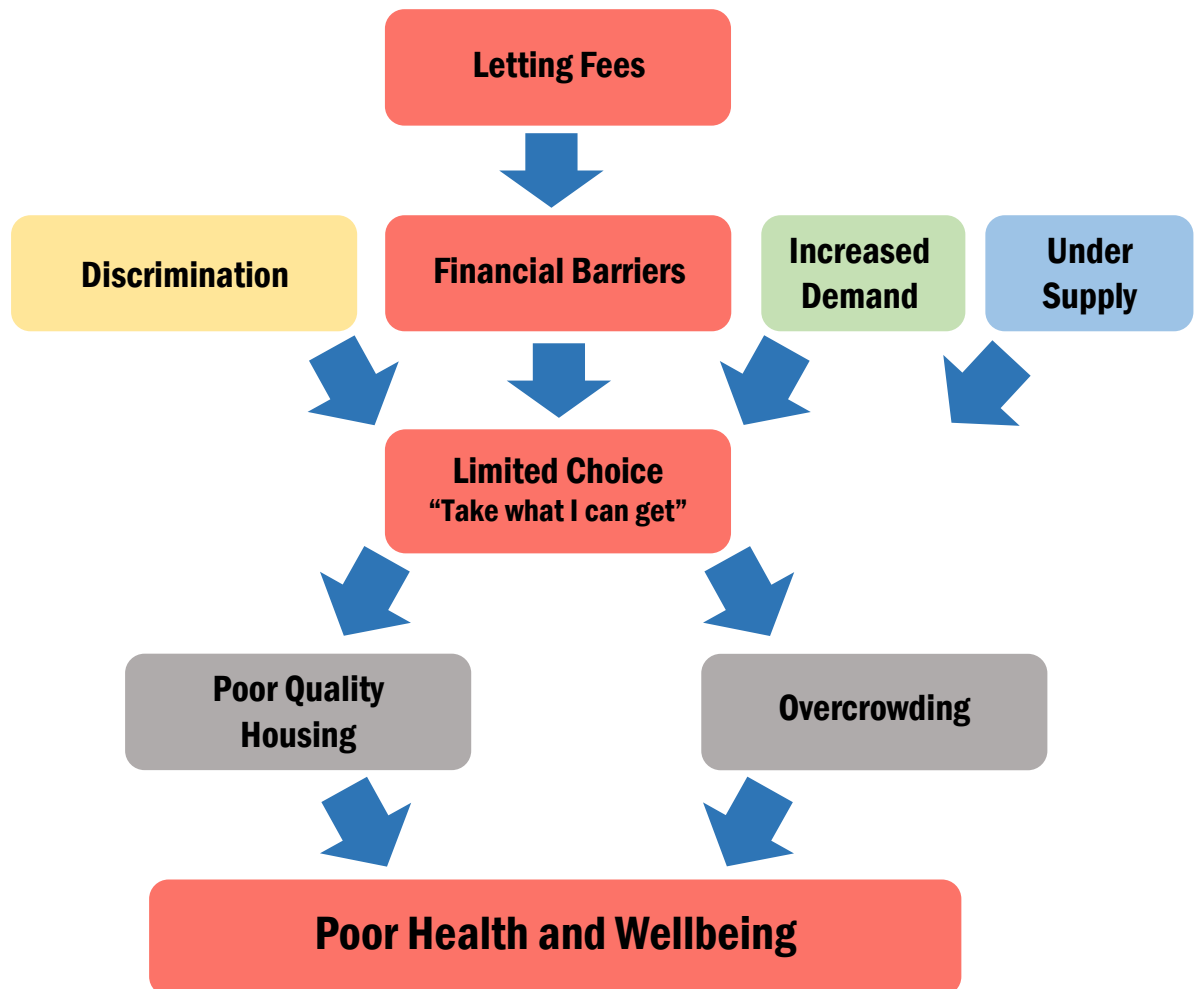 Letting Fees
Discrimination
Financial Barriers
Increased
Demand
Under
Supply
Limited Choice
“Take what I can get”
Poor Quality
Housing
Overcrowding
Poor Health and Wellbeing